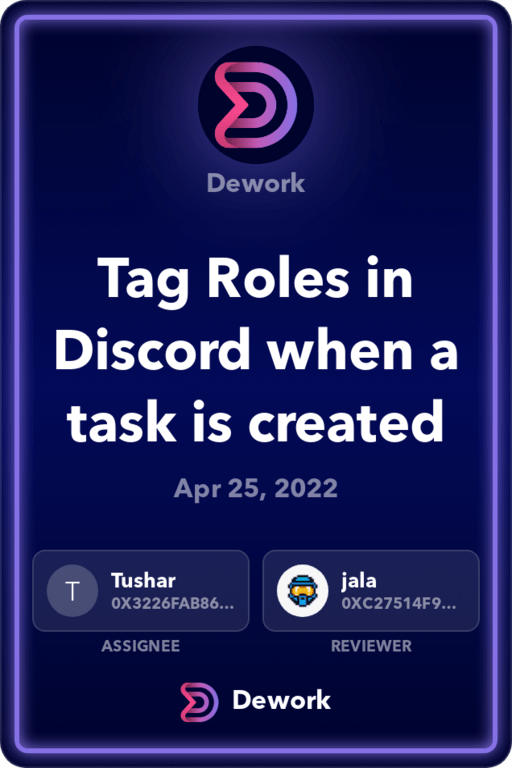 Dework
Tag Roles in
Discord when a
task is created
Apr 25, 2022
T
Tushar
0X3226FAB86...
ASSIGNEE
jala
0XC27514F9...
REVIEWER
Dework